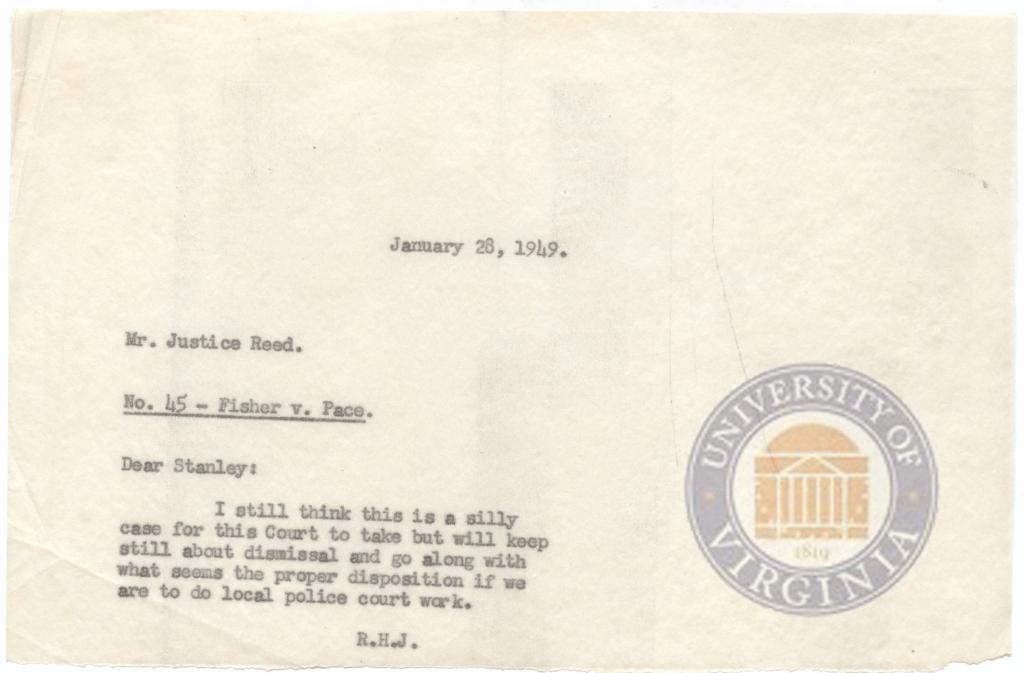 January 28, 1949.
Mr. Justice Reed.
No. 45 - Fisher v. Pace.
Dear Stanley:
I still think this is a silly
case for this Court to take but will keep
still about dismissal and go along with
what seems the proper disposition if we
are to do local police court work.
R.H.J.
UNIVERSITY OF
VIRGINIA
1819